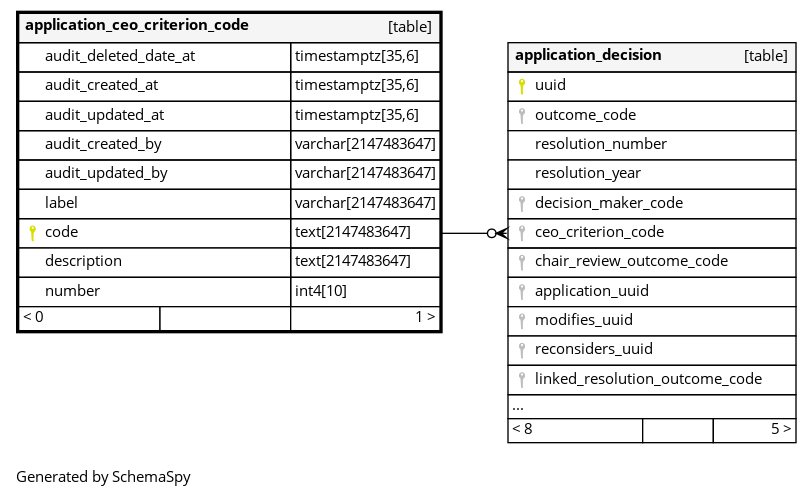 application_ceo_criterion_code [table]
audit_deleted_date_at timestamptz[35,6]
audit_created_at timestamptz[35,6]
audit_updated_at timestamptz[35,6]
audit_created_by varchar[2147483647]
audit_updated_by varchar[2147483647]
label varchar[2147483647]
code text[2147483647]
description text[2147483647]
number int4[10]
< 0 1 >
application_decision [table]
uuid
outcome_code
resolution_number
resolution_year
decision_maker_code
ceo_criterion_code
chair_review_outcome_code
application_uuid
modifies_uuid
reconsiders_uuid
linked_resolution_outcome_code
...
< 8 5 >
Generated by SchemaSpy